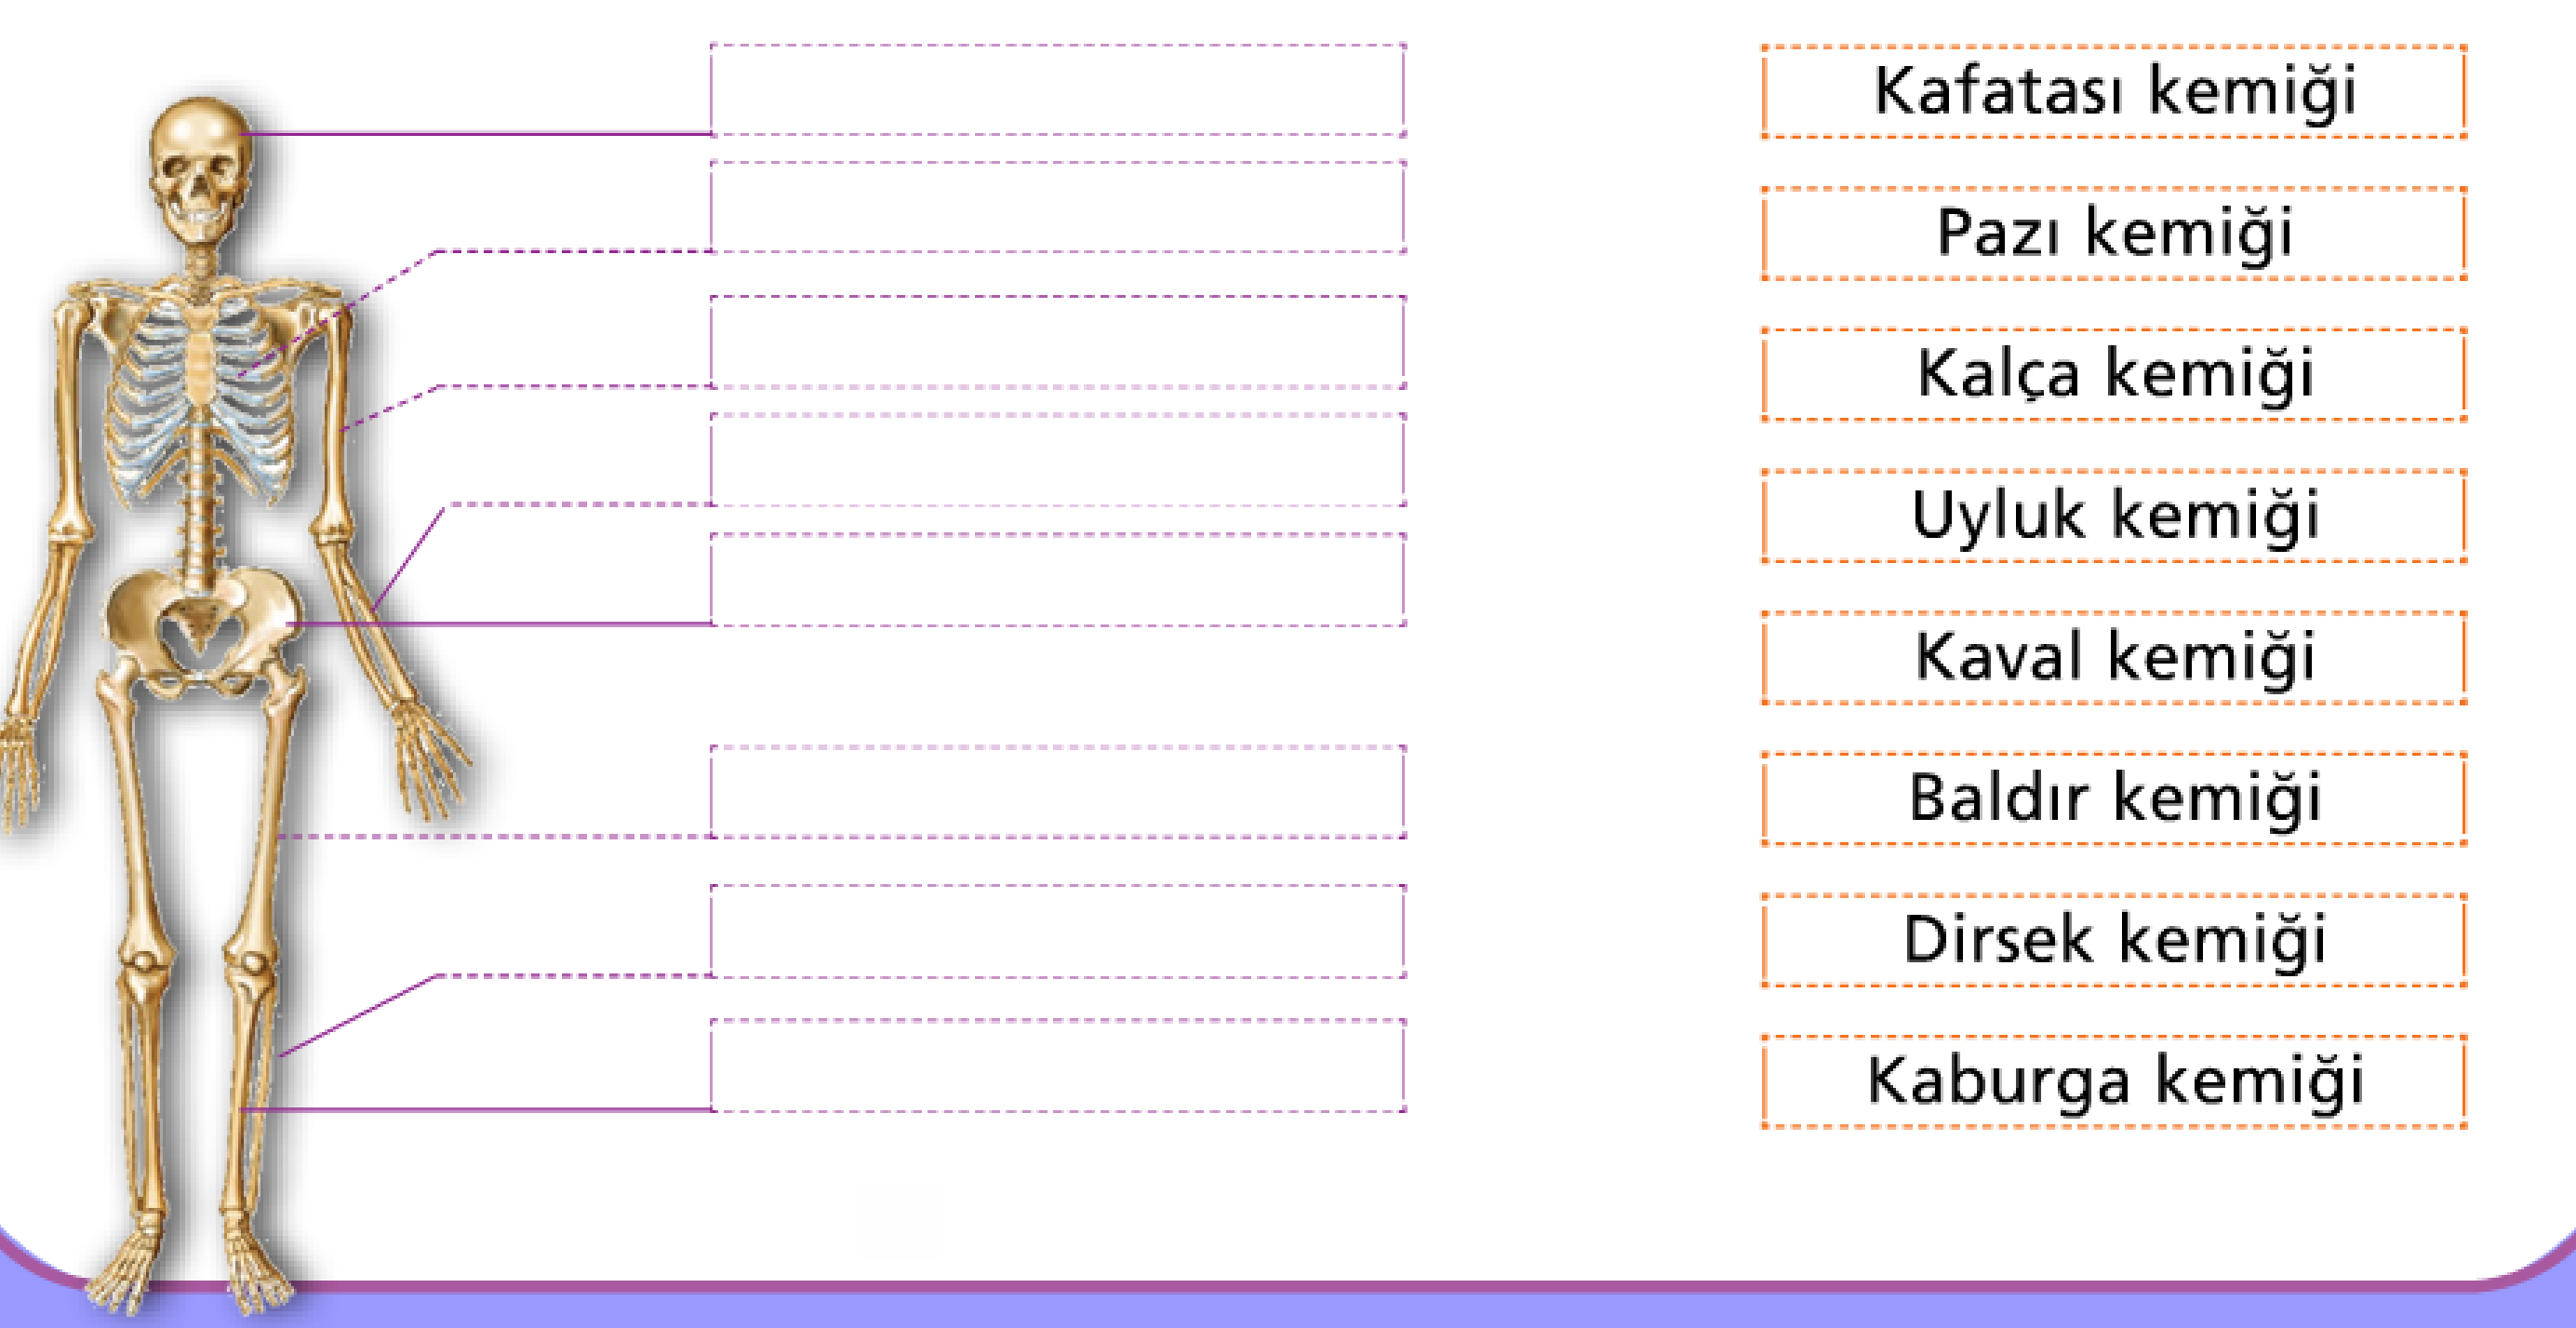 Kafatası kemiği
Pazı kemiği
Kalça kemiği
Uyluk kemiği
Kaval kemiği
Baldır kemiği
Dirsek kemiği
Kaburga kemiği